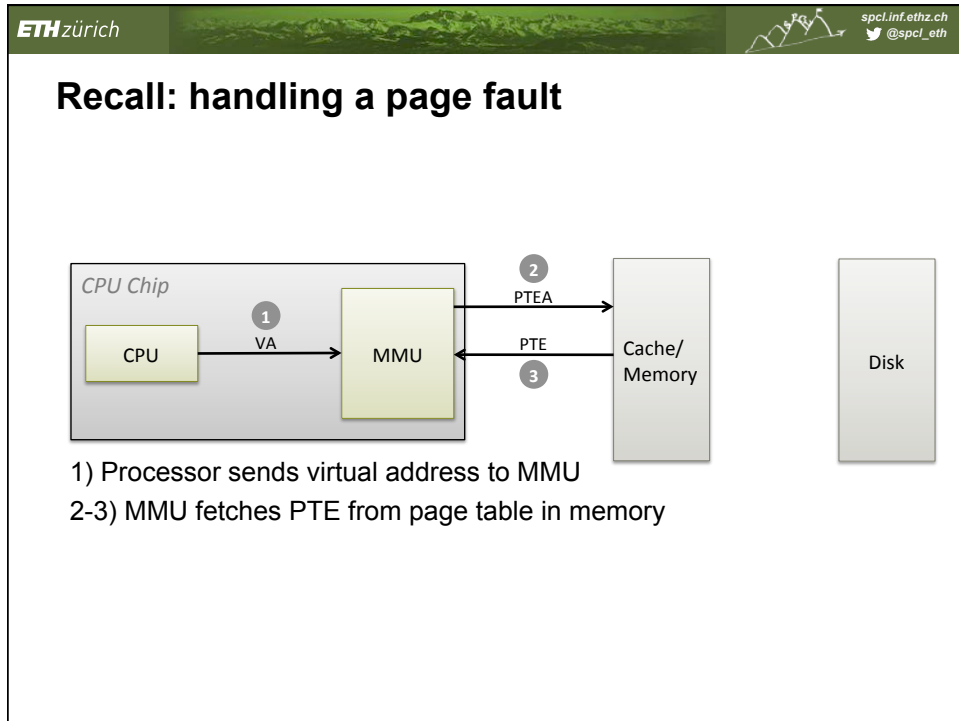 ETH zürich
spcl.inf.ethz.ch
@spcl_eth
Recall: handling a page fault
CPU Chip
CPU
1
VA
MMU
2
PTEA
PTE
3
Cache/
Memory
Disk
1) Processor sends virtual address to MMU
2-3) MMU fetches PTE from page table in memory